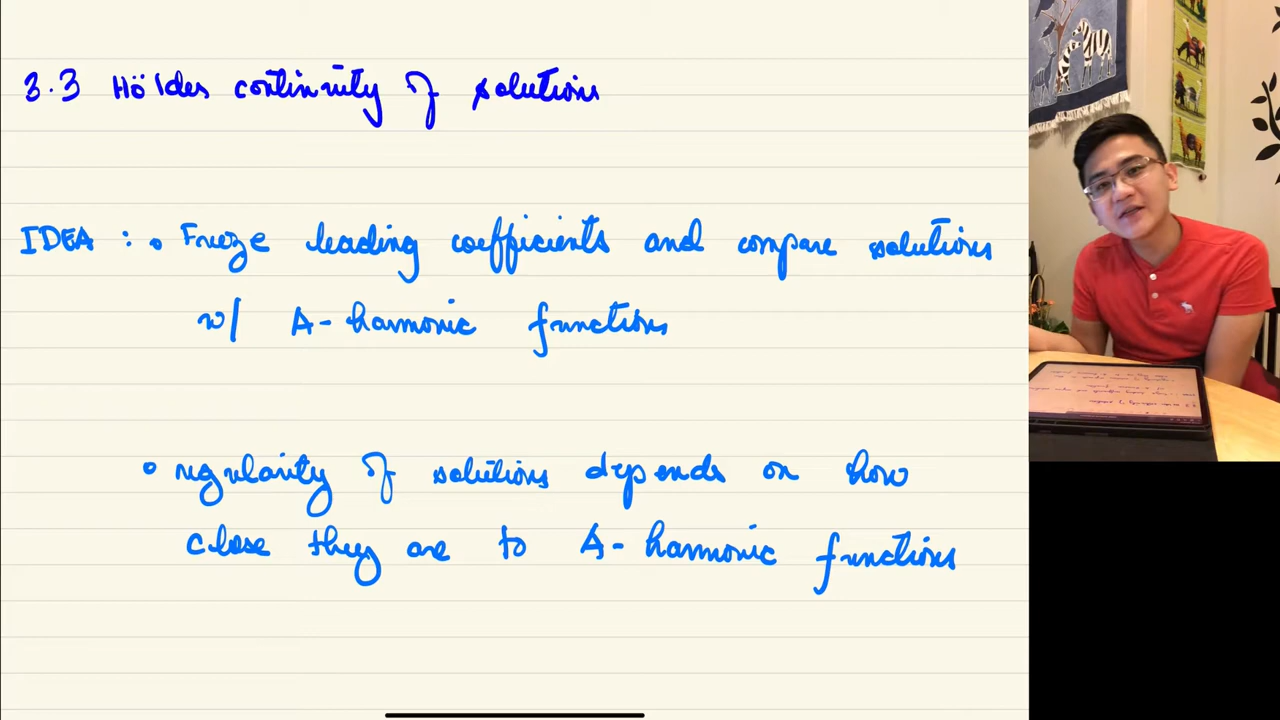 3.3 Hölder continuity of solutions
IDEA : • Freeze leading coefficients and compare solutions
w/ A-harmonic functions
• regularity of solutions depends on how
close they are to A-harmonic functions